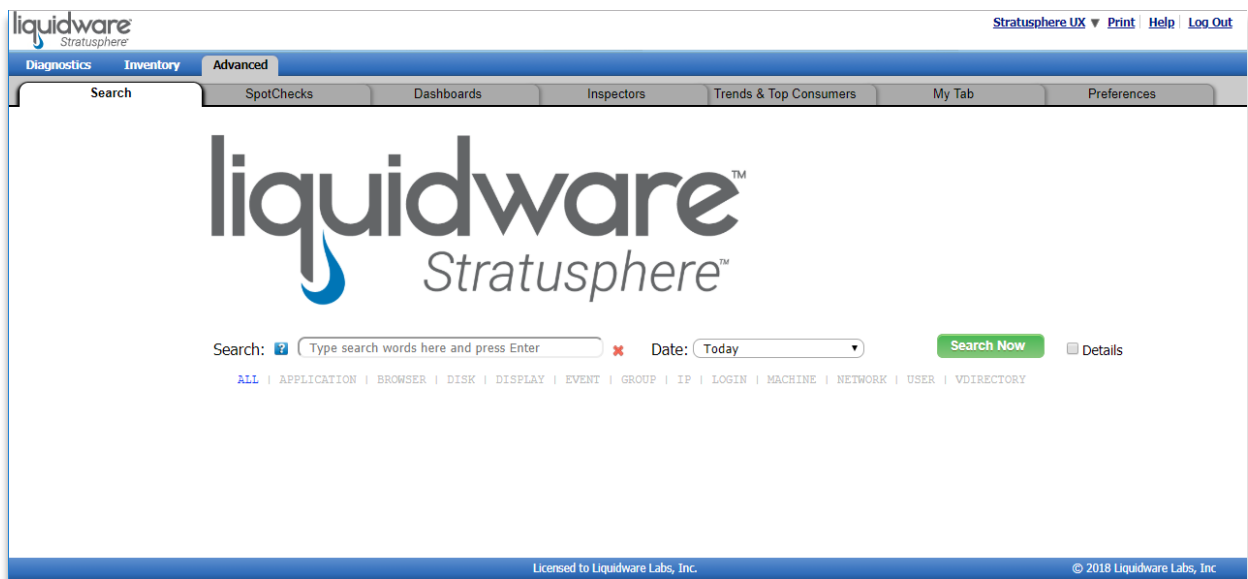 liquidware
Stratusphere™
Stratusphere UX ▼ Print | Help | Log Out
Diagnostics Inventory Advanced
Search SpotChecks Dashboards Inspectors Trends & Top Consumers My Tab Preferences
liquidware™
Stratusphere™
Search: ? Type search words here and press Enter Date: Today Search Now Details
ALL | APPLICATION | BROWSER | DISK | DISPLAY | EVENT | GROUP | IP | LOGIN | MACHINE | NETWORK | USER | VDIRECTORY
Licensed to Liquidware Labs, Inc. © 2018 Liquidware Labs, Inc